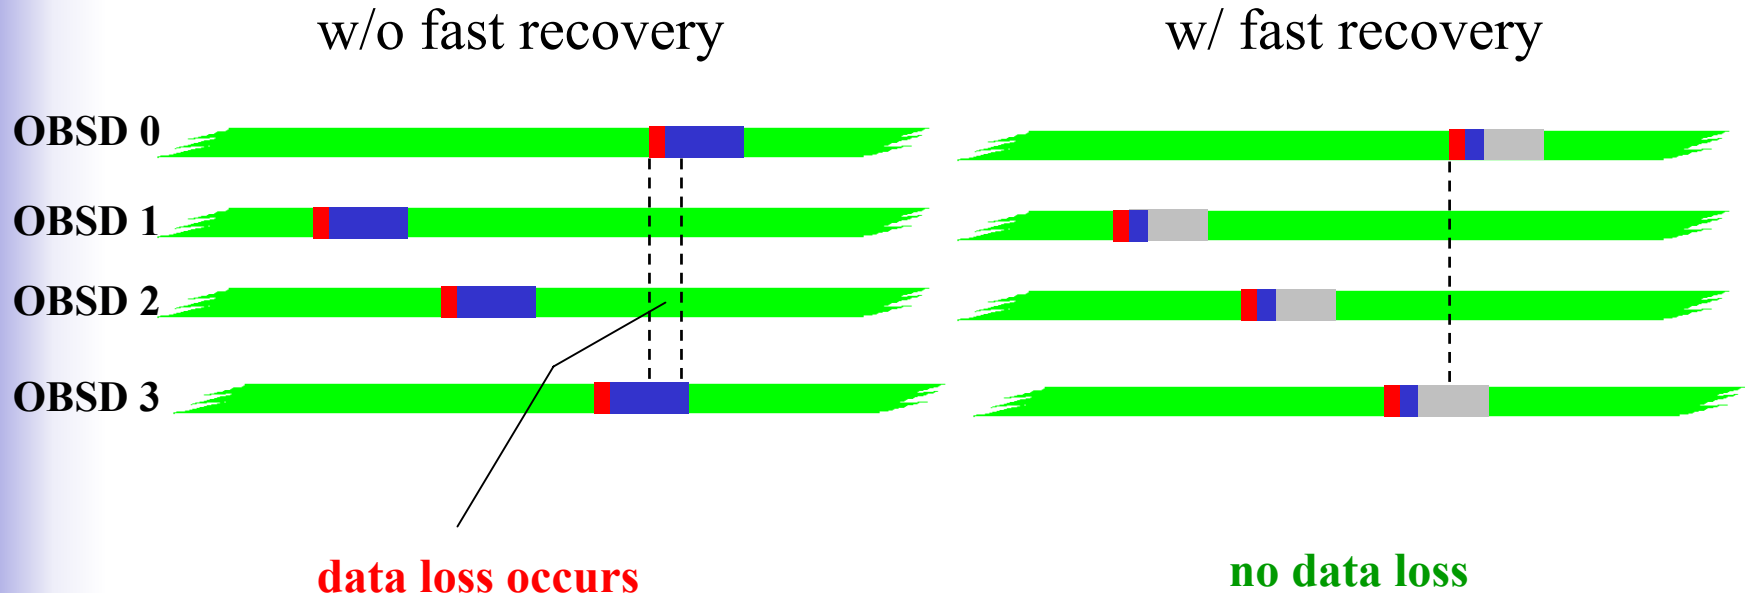 w/o fast recovery
w/ fast recovery
OBSD 0
OBSD 1
OBSD 2
OBSD 3
data loss occurs
no data loss